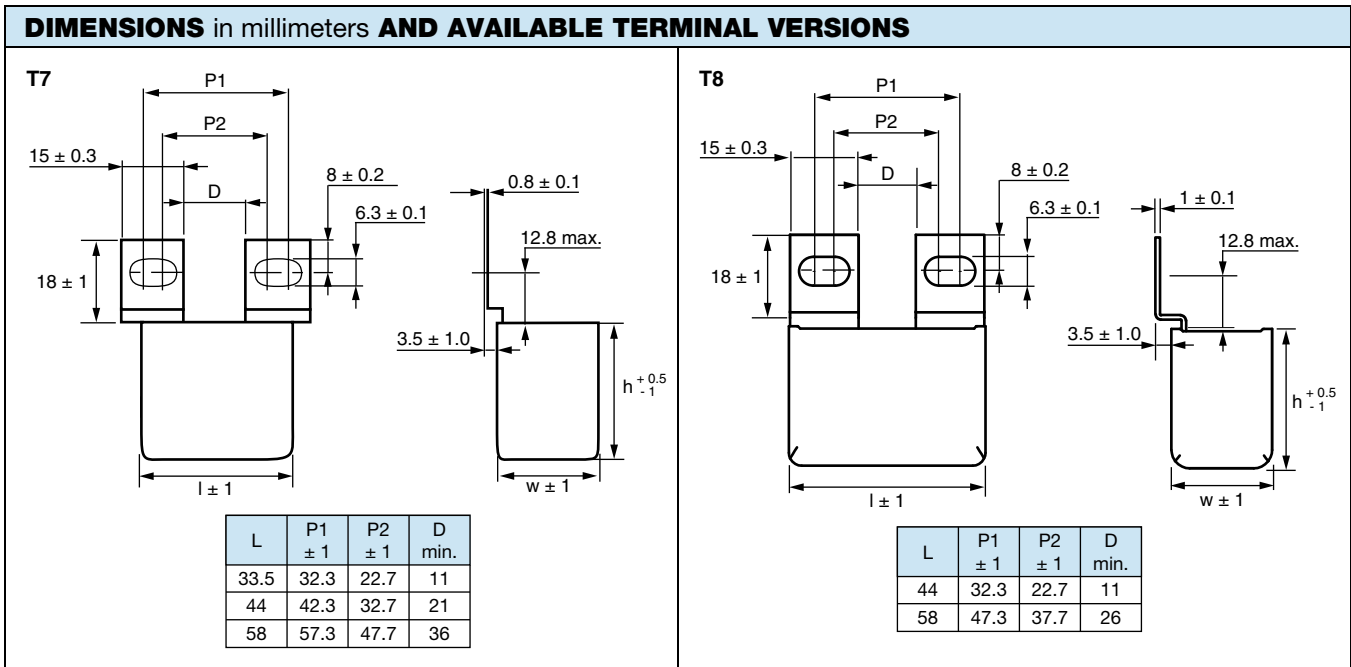 DIMENSIONS in millimeters AND AVAILABLE TERMINAL VERSIONS
T7
P1
P2
15 ± 0.3
D
8 ± 0.2
6.3 ± 0.1
18 ± 1
0.8 ± 0.1
12.8 max.
3.5 ± 1.0
h + 0.5 - 1
l ± 1
w ± 1
L P1 ± 1 P2 ± 1 D min.
33.5 32.3 22.7 11
44 42.3 32.7 21
58 57.3 47.7 36
T8
P1
P2
15 ± 0.3
D
8 ± 0.2
6.3 ± 0.1
18 ± 1
1 ± 0.1
12.8 max.
3.5 ± 1.0
h + 0.5 - 1
l ± 1
w ± 1
L P1 ± 1 P2 ± 1 D min.
44 32.3 22.7 11
58 47.3 37.7 26